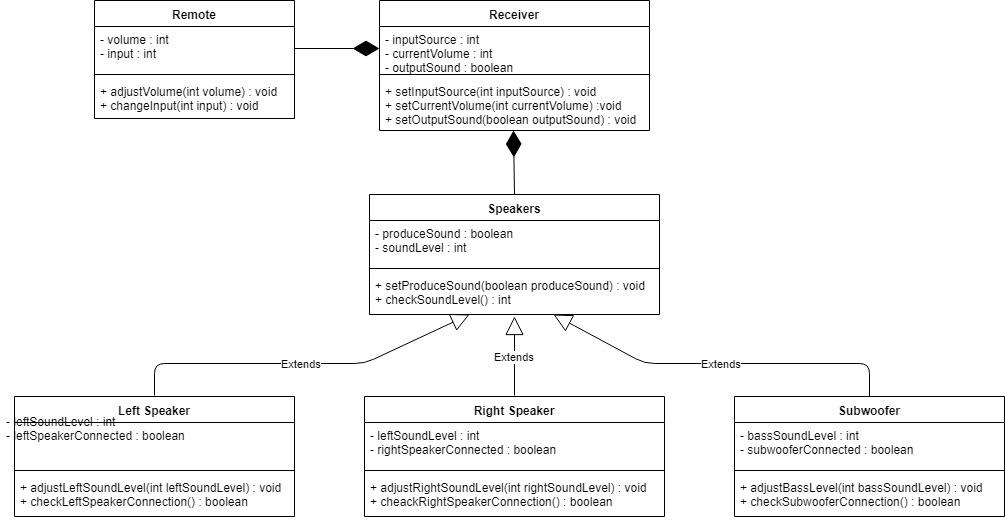 Remote
- volume : int
- input : int
+ adjustVolume(int volume) : void
+ changeInput(int input) : void
Receiver
- inputSource : int
- currentVolume : int
- outputSound : boolean
+ setInputSource(int inputSource) : void
+ setCurrentVolume(int currentVolume) :void
+ setOutputSound(boolean outputSound) : void
Speakers
- produceSound : boolean
- soundLevel : int
+ setProduceSound(boolean produceSound) : void
+ checkSoundLevel() : int
Extends
Extends
Extends
Left Speaker
- leftSoundLevel : int
- leftSpeakerConnected : boolean
+ adjustLeftSoundLevel(int leftSoundLevel) : void
+ checkLeftSpeakerConnection() : boolean
Right Speaker
- leftSoundLevel : int
- rightSpeakerConnected : boolean
+ adjustRightSoundLevel(int rightSoundLevel) : void
+ cheackRightSpeakerConnection() : boolean
Subwoofer
- bassSoundLevel : int
- subwooferConnected : boolean
+ adjustBassLevel(int bassSoundLevel) : void
+ checkSubwooferConnection() : boolean